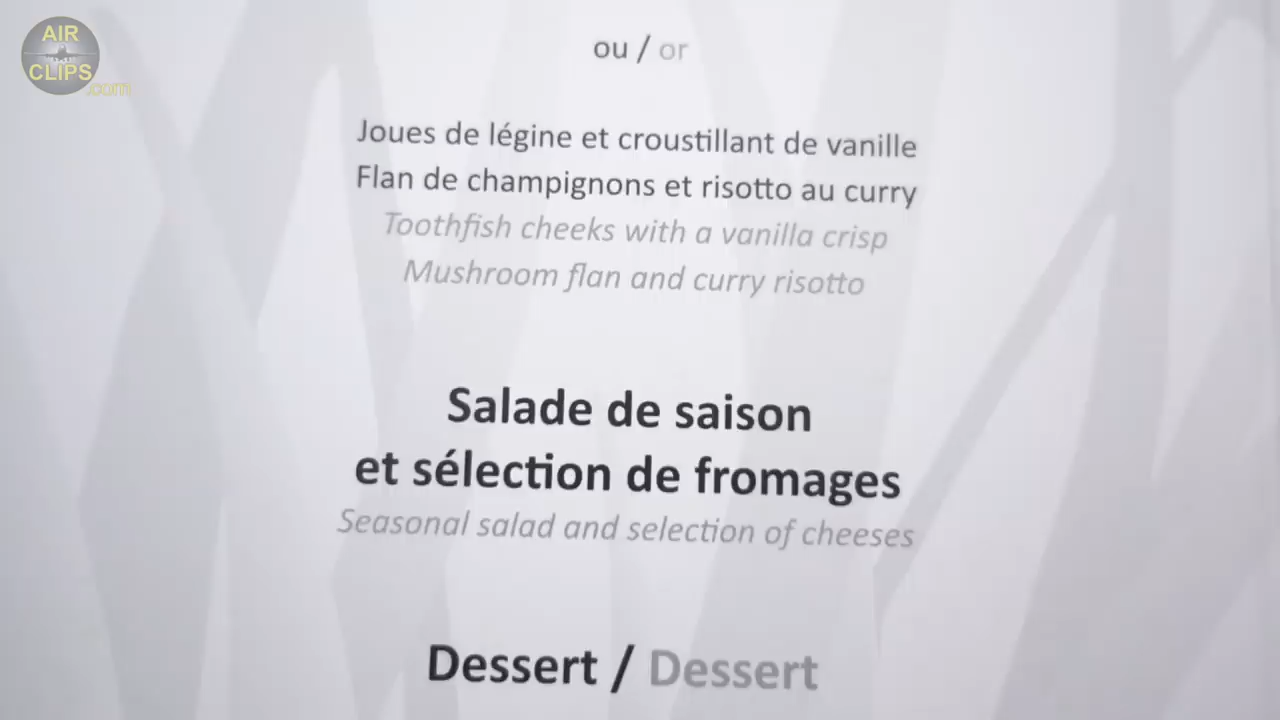 AIR
CLIPS
.com
ou / or
Joues de légine et croustillant de vanille
Flan de champignons et risotto au curry
Toothfish cheeks with a vanilla crisp
Mushroom flan and curry risotto
Salade de saison
et sélection de fromages
Seasonal salad and selection of cheeses
Dessert / Dessert